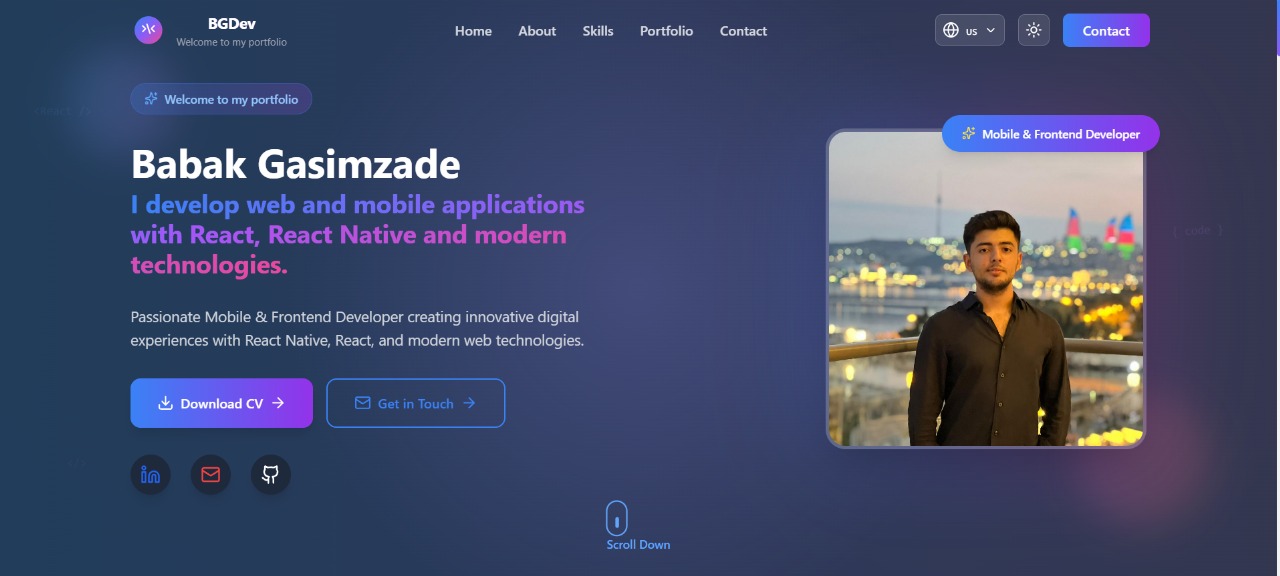 BGDev
Welcome to my portfolio
Home About Skills Portfolio Contact
us
Contact
Welcome to my portfolio
Mobile & Frontend Developer
Babak Gasimzade
I develop web and mobile applications
with React, React Native and modern
technologies.
{ code }
Passionate Mobile & Frontend Developer creating innovative digital
experiences with React Native, React, and modern web technologies.
Download CV
Get in Touch
</>
in
Scroll Down